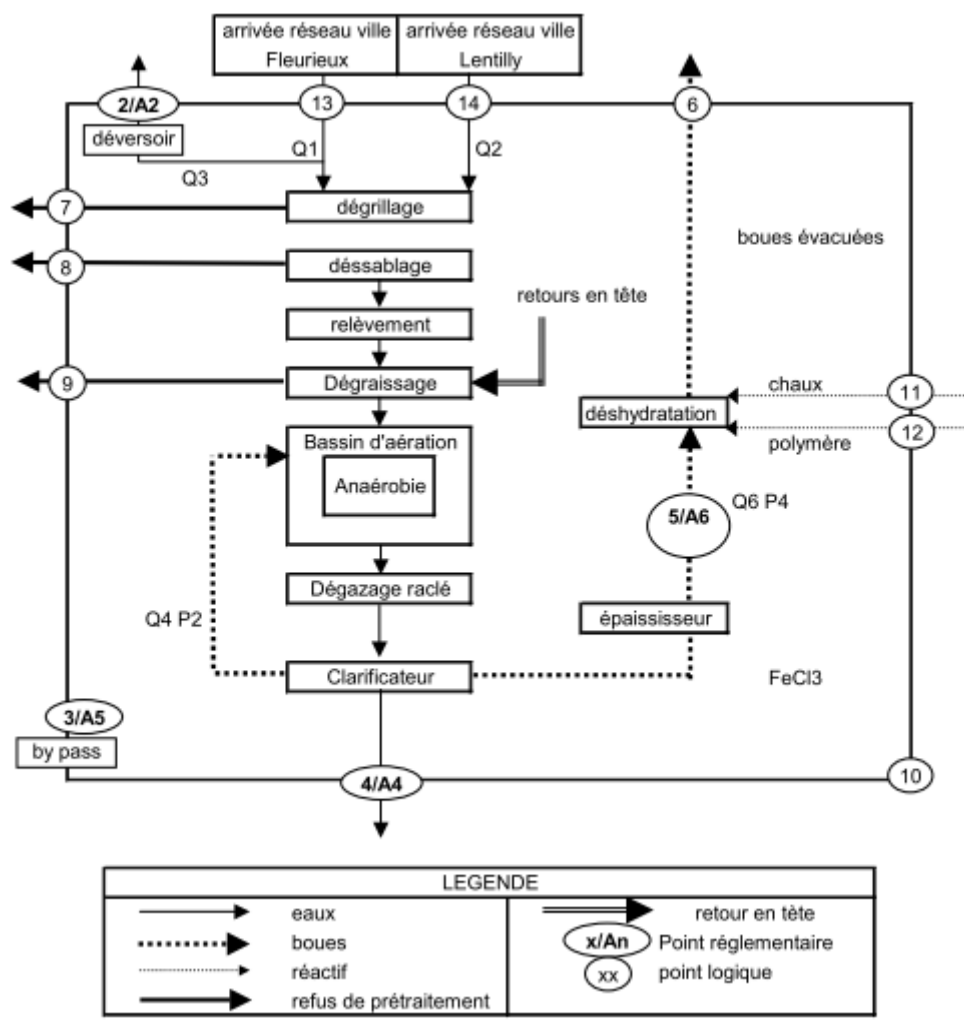 arrivée réseau ville
Fleurieux
arrivée réseau ville
Lentilly
2/A2
13
14
6
déversoir
Q1
Q2
Q3
7
dégrillage
boues évacuées
8
déssablage
retours en tête
relèvement
9
Dégraissage
chaux
11
déshydratation
12
polymère
Bassin d'aération
Anaérobie
5/A6
Q6 P4
Dégazage raclé
Q4 P2
épaississeur
Clarificateur
FeCl3
3/A5
by pass
4/A4
10
LEGENDE
eaux
retour en tète
boues
x/An
Point réglementaire
réactif
xx
point logique
refus de prétraitement